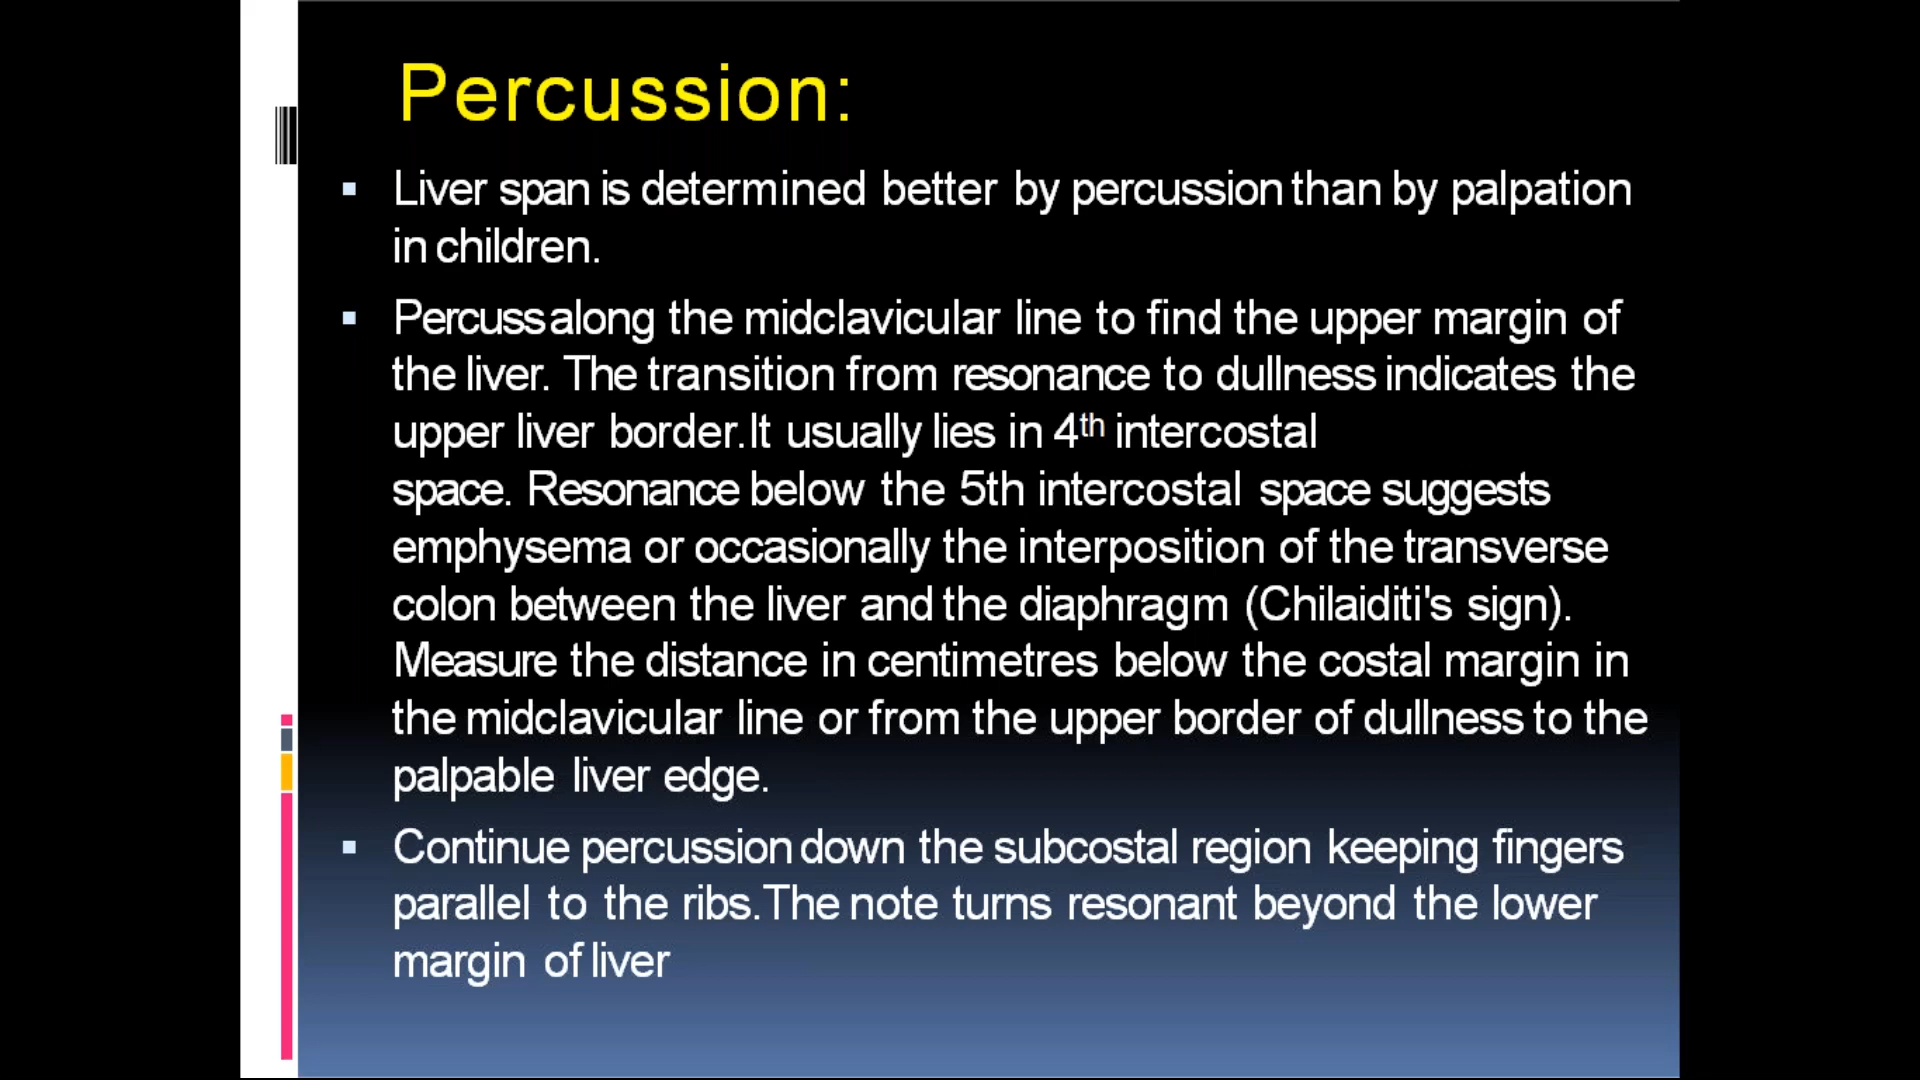 Percussion:
Liver span is determined better by percussion than by palpation
in children.
Percuss along the midclavicular line to find the upper margin of
the liver. The transition from resonance to dullness indicates the
upper liver border.It usually lies in 4th intercostal
space. Resonance below the 5th intercostal space suggests
emphysema or occasionally the interposition of the transverse
colon between the liver and the diaphragm (Chilaiditi's sign).
Measure the distance in centimetres below the costal margin in
the midclavicular line or from the upper border of dullness to the
palpable liver edge.
Continue percussion down the subcostal region keeping fingers
parallel to the ribs.The note turns resonant beyond the lower
margin of liver